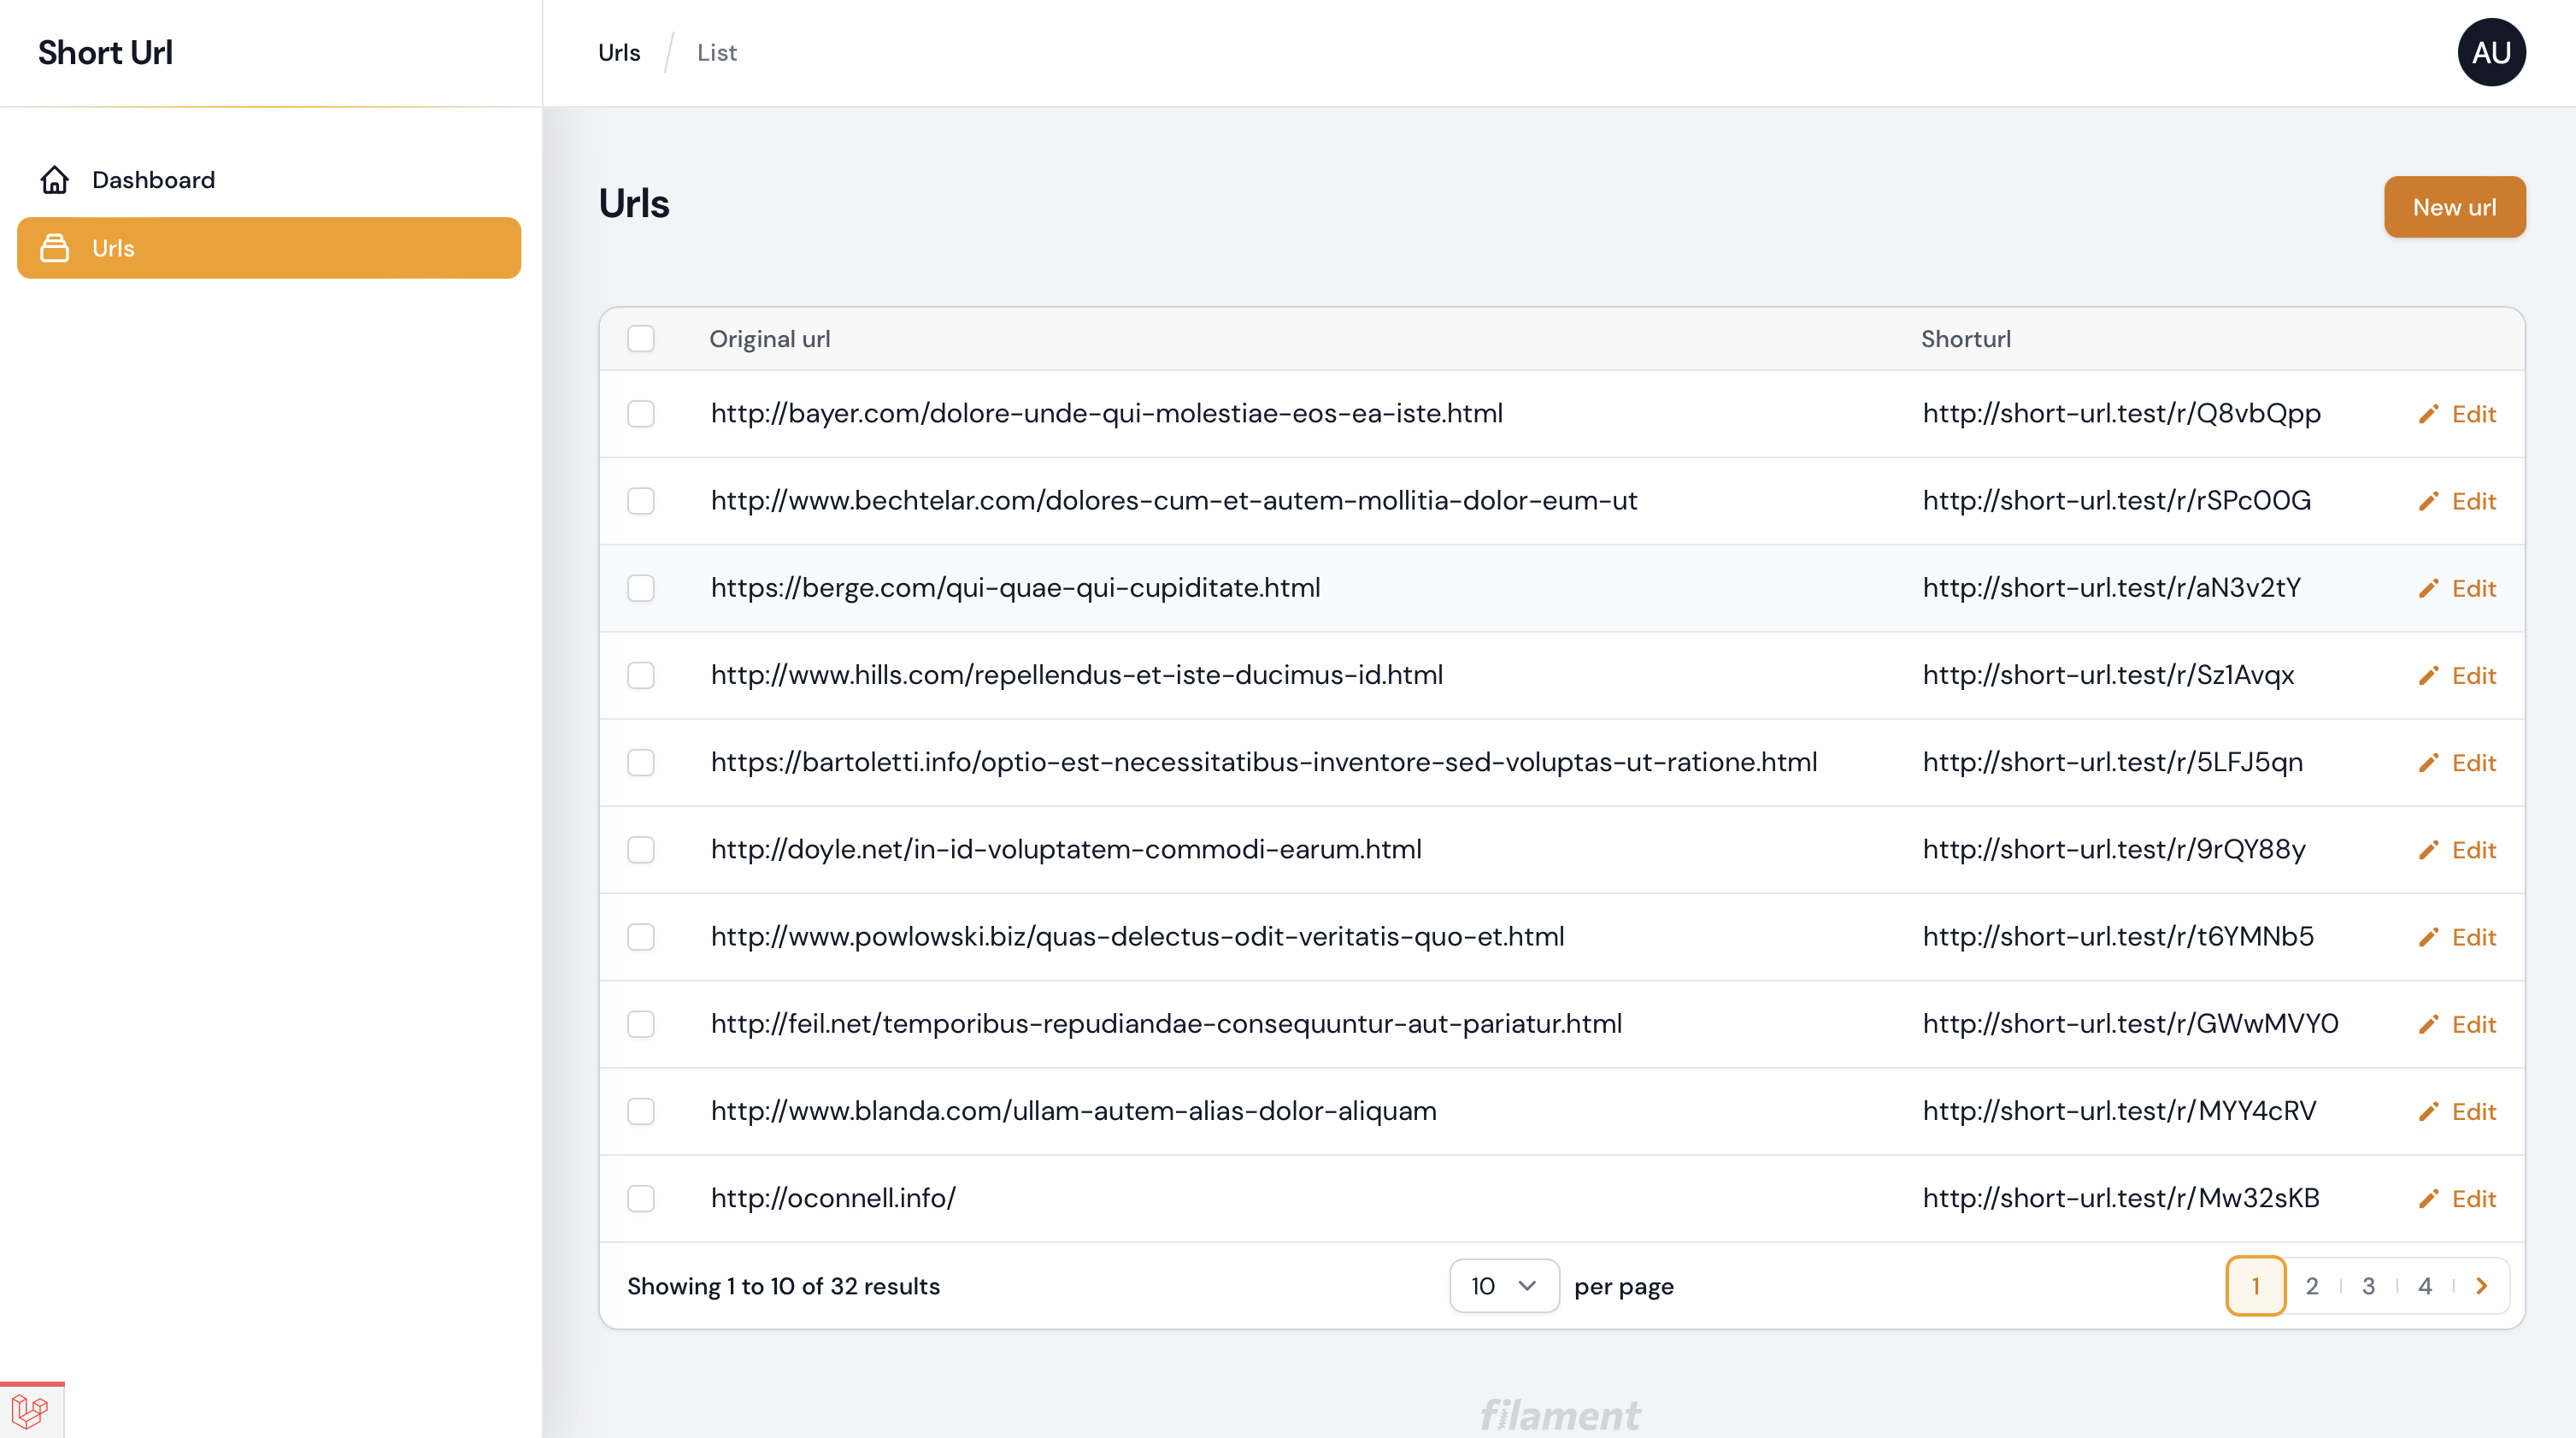 Short Url
Urls / List
AU
Dashboard
Urls
Urls
New url
Original url Shorturl
http://bayer.com/dolore-unde-qui-molestiae-eos-ea-iste.html http://short-url.test/r/Q8vbQpp Edit
http://www.bechtelar.com/dolores-cum-et-autem-mollitia-dolor-eum-ut http://short-url.test/r/rSPc00G Edit
https://berge.com/qui-quae-qui-cupiditate.html http://short-url.test/r/aN3v2tY Edit
http://www.hills.com/repellendus-et-iste-ducimus-id.html http://short-url.test/r/Sz1Avqx Edit
https://bartoletti.info/optio-est-necessitatibus-inventore-sed-voluptas-ut-ratione.html http://short-url.test/r/5LFJ5qn Edit
http://doyle.net/in-id-voluptatem-commodi-earum.html http://short-url.test/r/9rQY88y Edit
http://www.powlowski.biz/quas-delectus-odit-veritatis-quo-et.html http://short-url.test/r/t6YMNb5 Edit
http://feil.net/temporibus-repudiandae-consequuntur-aut-pariatur.html http://short-url.test/r/GWwMVY0 Edit
http://www.blanda.com/ullam-autem-alias-dolor-aliquam http://short-url.test/r/MYY4cRV Edit
http://oconnell.info/ http://short-url.test/r/Mw32sKB Edit
Showing 1 to 10 of 32 results 10 per page 1 2 3 4
filament